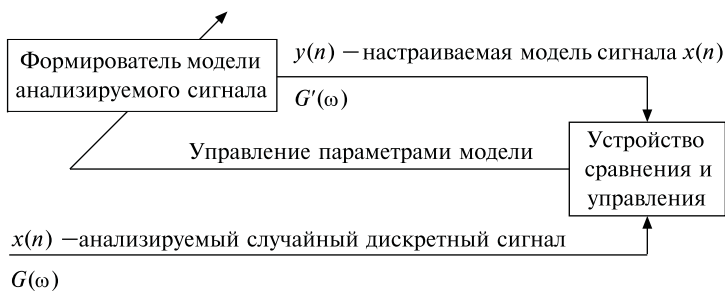 Формирователь модели
анализируемого сигнала
y(n) – настраиваемая модель сигнала x(n)
G′(ω)
Управление параметрами модели
Устройство
сравнения и
управления
x(n) –анализируемый случайный дискретный сигнал
G(ω)